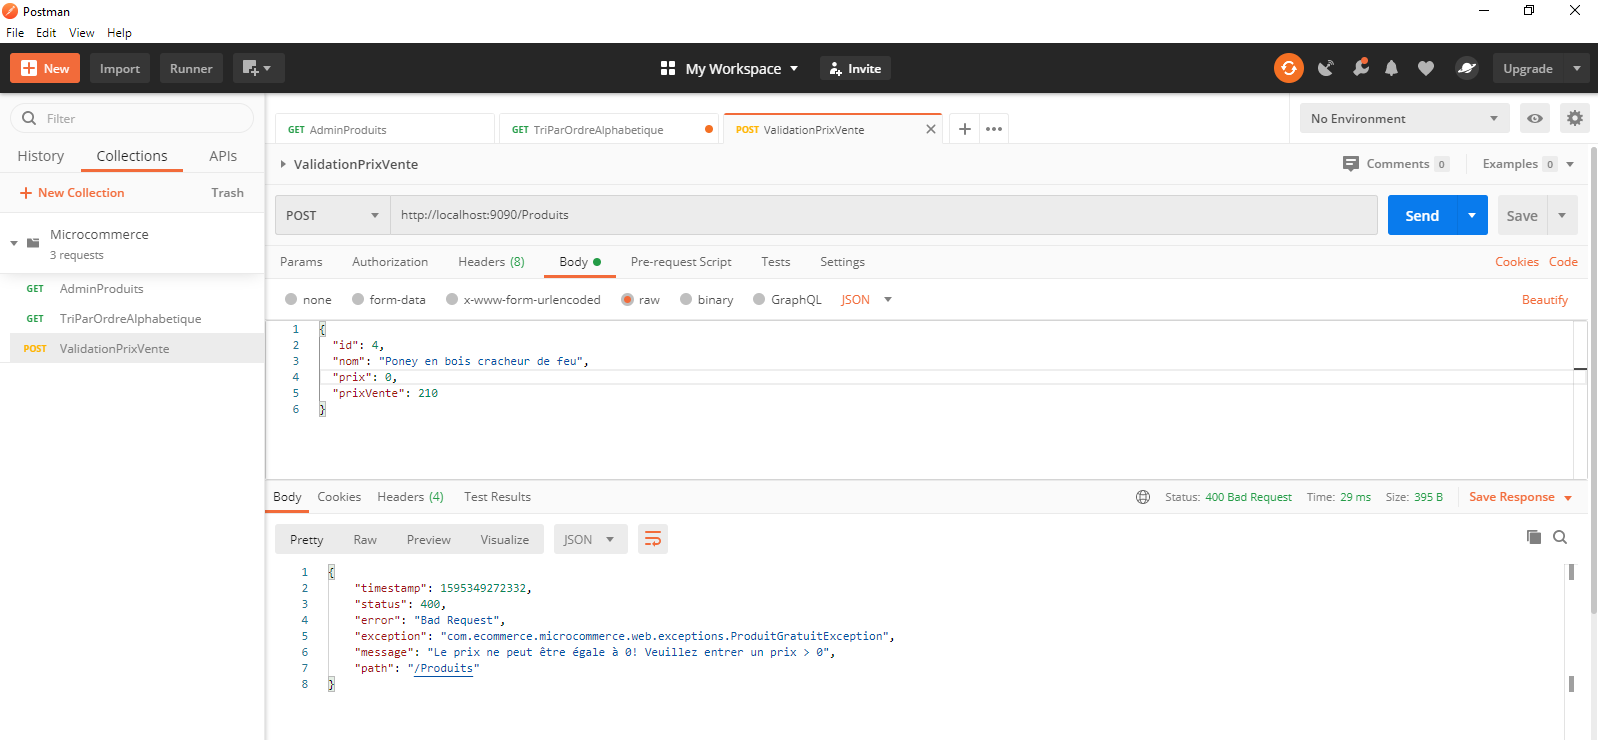 Postman
File Edit View Help
New Import Runner My Workspace Invite Upgrade
Filter
History Collections APIs
New Collection Trash
Microcommerce
3 requests
GET AdminProduits
GET TriParOrdreAlphabetique
POST ValidationPrixVente
GET AdminProduits GET TriParOrdreAlphabetique POST ValidationPrixVente No Environment
ValidationPrixVente Comments 0 Examples 0
POST http://localhost:9090/Produits Send Save
Params Authorization Headers (8) Body Pre-request Script Tests Settings Cookies Code
none form-data x-www-form-urlencoded raw binary GraphQL JSON Beautify
1 {
2 "id": 4,
3 "nom": "Poney en bois cracheur de feu",
4 "prix": 0,
5 "prixVente": 210
6 }
Body Cookies Headers (4) Test Results Status: 400 Bad Request Time: 29 ms Size: 395 B Save Response
Pretty Raw Preview Visualize JSON
1 {
2 "timestamp": 1595349272332,
3 "status": 400,
4 "error": "Bad Request",
5 "exception": "com.ecommerce.microcommerce.web.exceptions.ProduitGratuitException",
6 "message": "Le prix ne peut être égale à 0! Veuillez entrer un prix > 0",
7 "path": "/Produits"
8 }